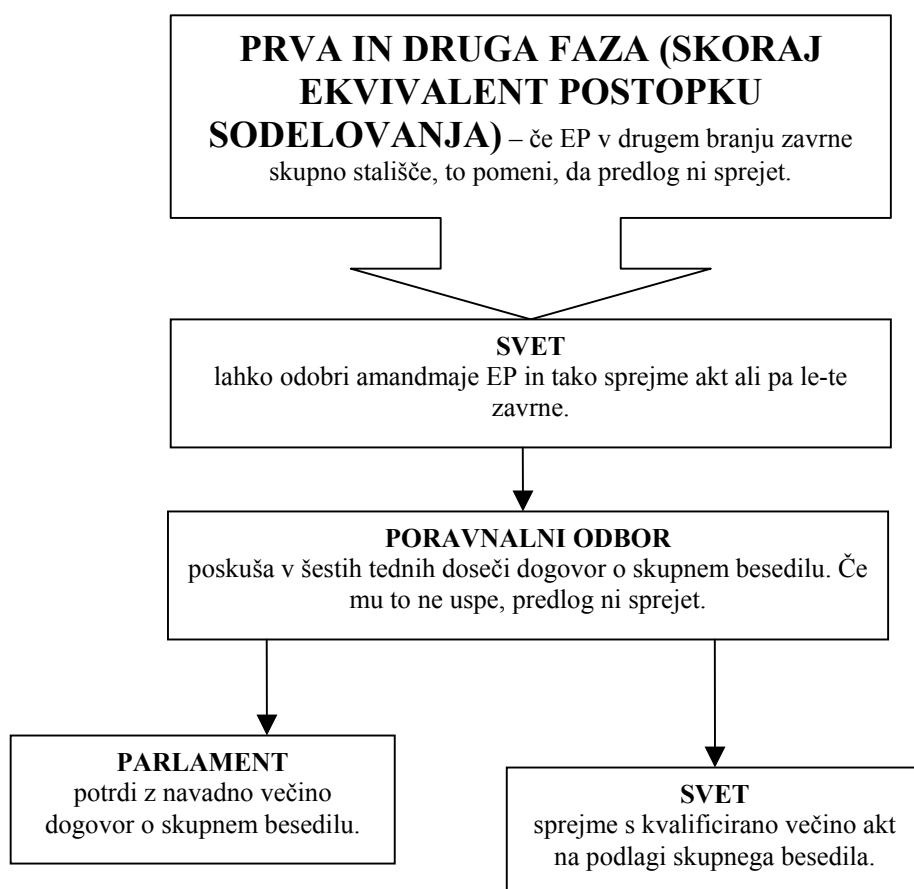 PRVA IN DRUGA FAZA (SKORAJ
EKVIVALENT POSTOPKU
SODELOVANJA) – če EP v drugem branju zavrne
skupno stališče, to pomeni, da predlog ni sprejet.
SVET
lahko odobri amandmaje EP in tako sprejme akt ali pa le-te
zavrne.
PORAVNALNI ODBOR
poskuša v šestih tednih doseči dogovor o skupnem besedilu. Če
mu to ne uspe, predlog ni sprejet.
PARLAMENT
potrdi z navadno večino
dogovor o skupnem besedilu.
SVET
sprejme s kvalificirano večino akt
na podlagi skupnega besedila.